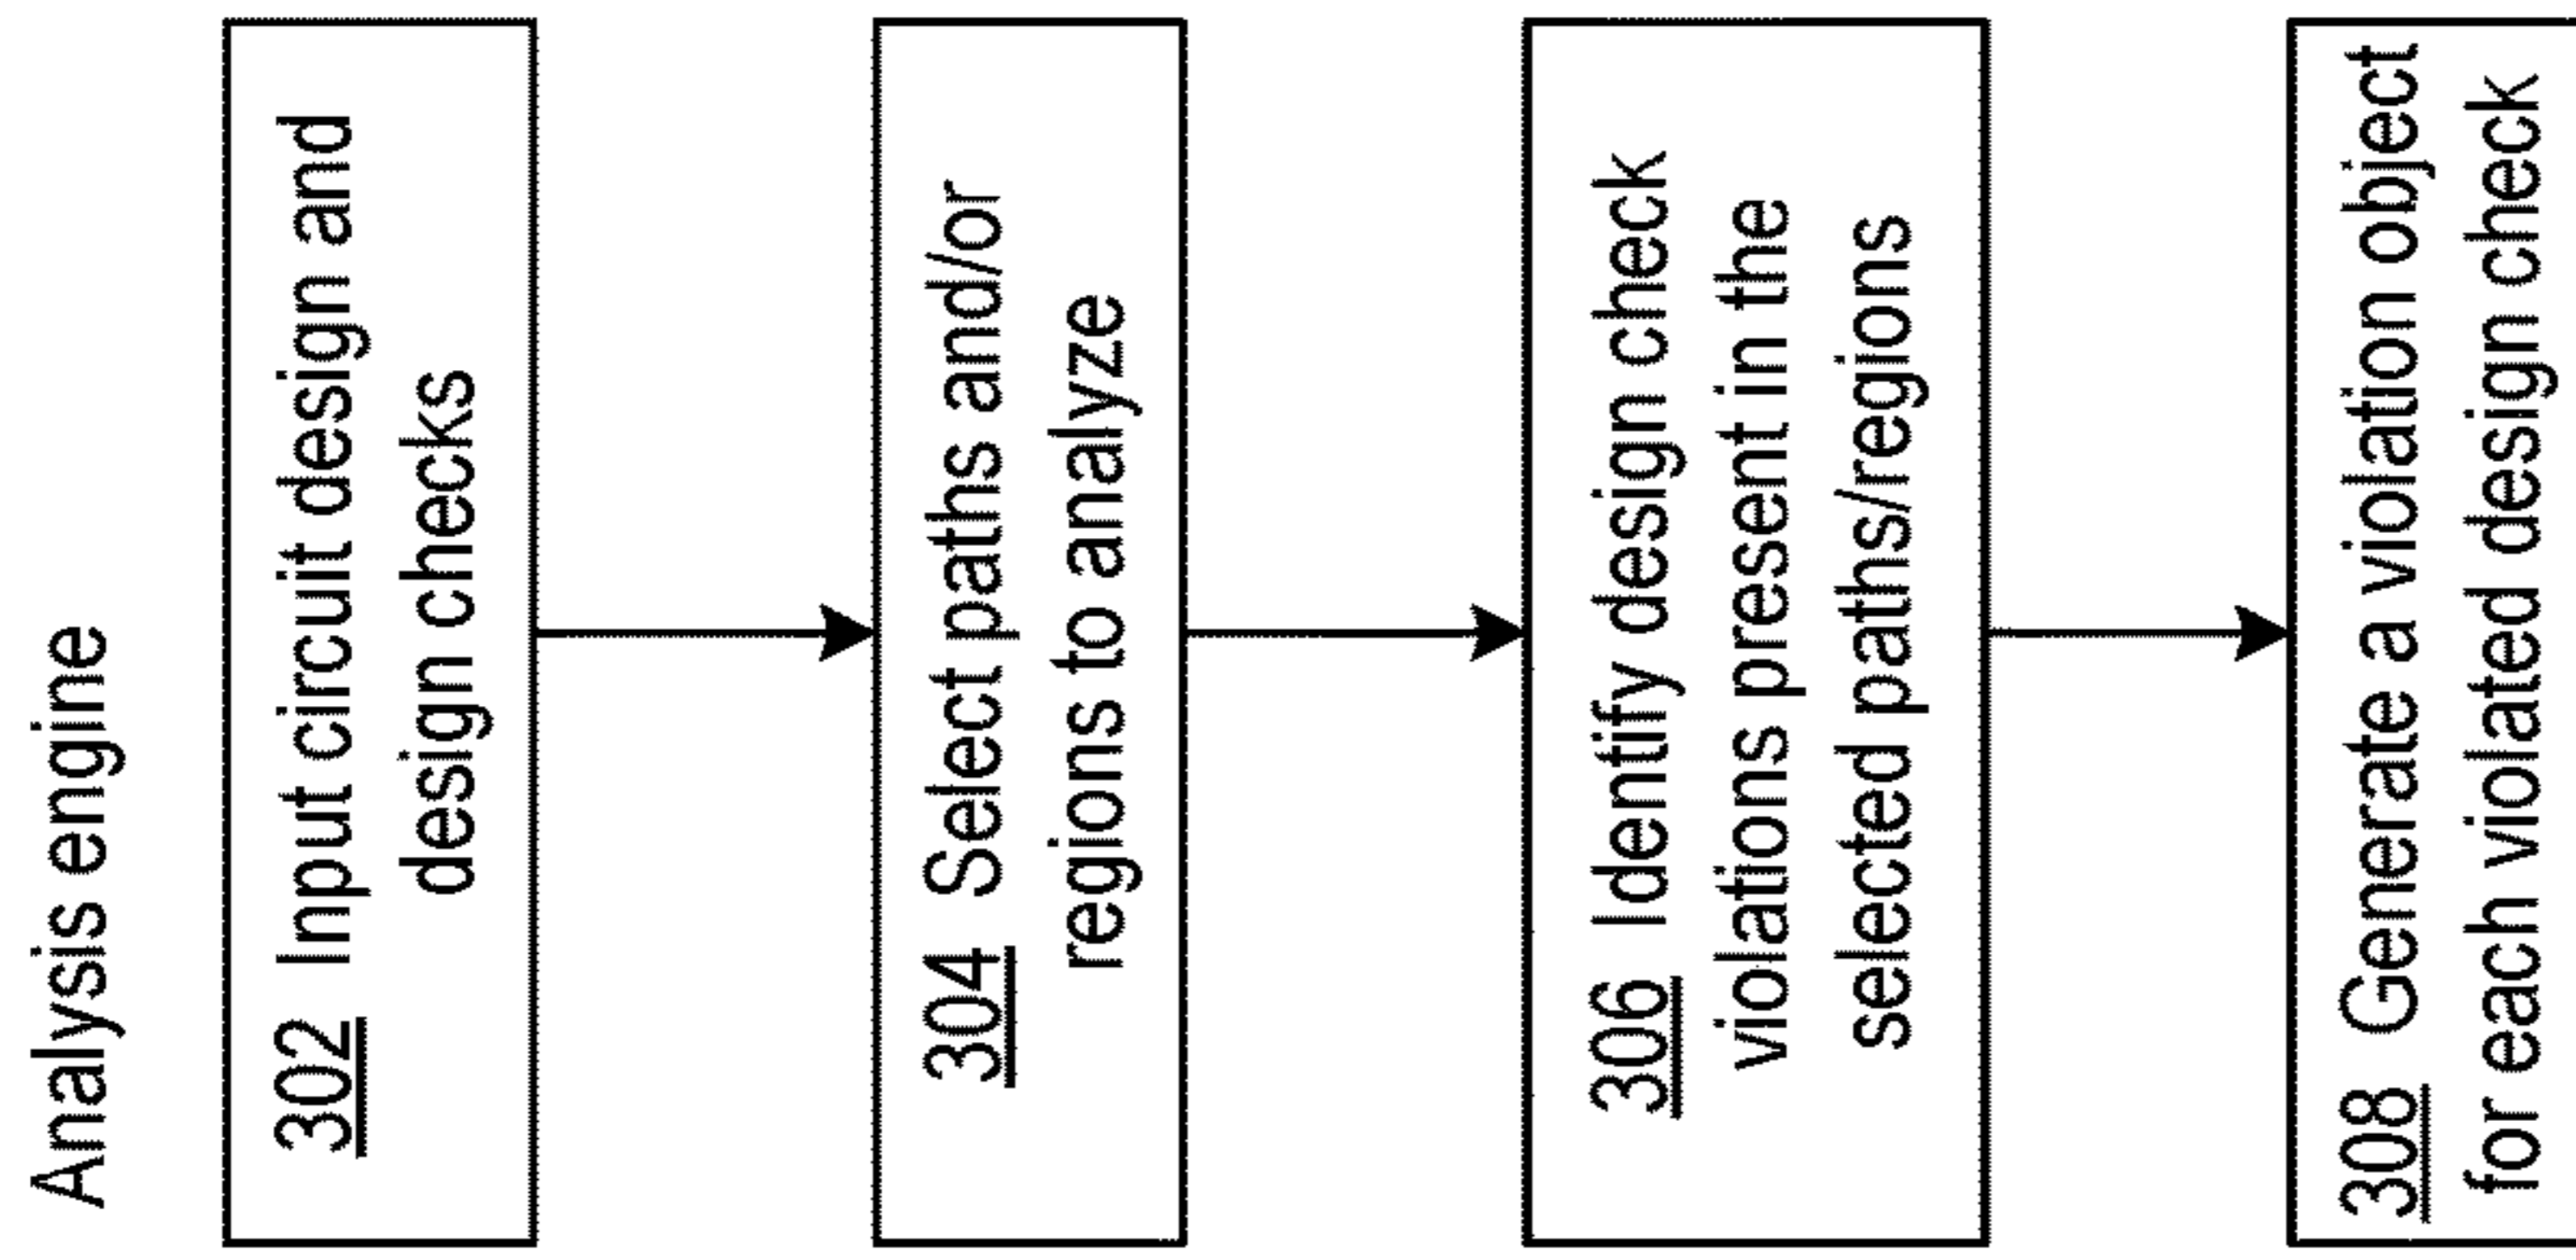 Analysis engine
302 Input circuit design and
design checks
304 Select paths and/or
regions to analyze
306 Identify design check
violations present in the
selected paths/regions
308 Generate a violation object
for each violated design check